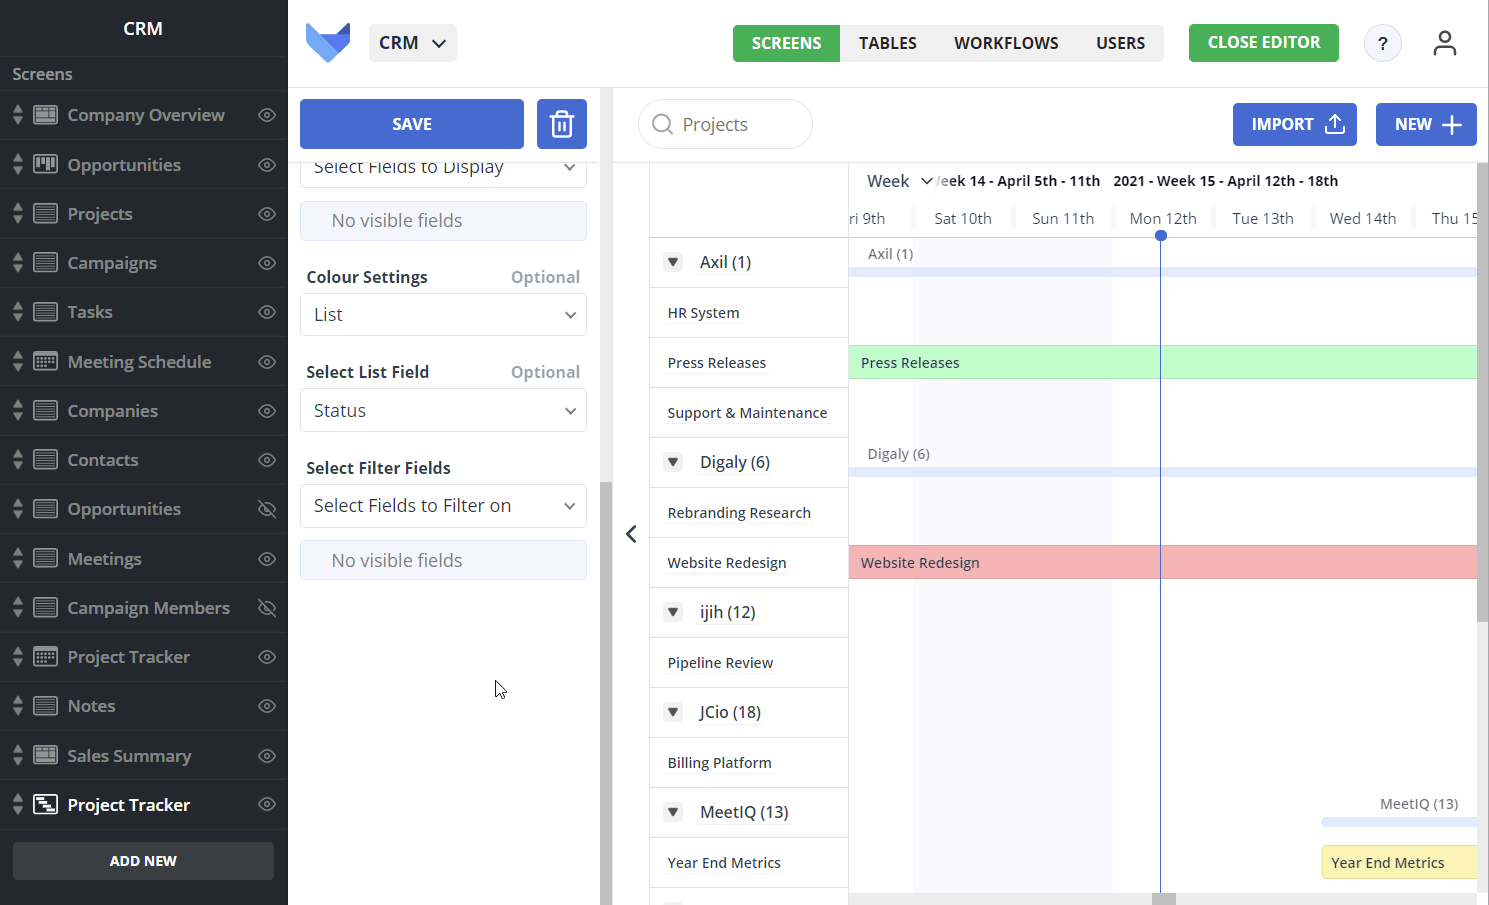 CRM
Screens
Company Overview
Opportunities
Projects
Campaigns
Tasks
Meeting Schedule
Companies
Contacts
Opportunities
Meetings
Campaign Members
Project Tracker
Notes
Sales Summary
Project Tracker
ADD NEW
CRM
SCREENS TABLES WORKFLOWS USERS
CLOSE EDITOR
?
SAVE
Select Fields to Display
No visible fields
Colour Settings Optional
List
Select List Field Optional
Status
Select Filter Fields
Select Fields to Filter on
No visible fields
Projects
IMPORT
NEW
Week
eek 14 - April 5th - 11th 2021 - Week 15 - April 12th - 18th
ri 9th Sat 10th Sun 11th Mon 12th Tue 13th Wed 14th Thu 15
Axil (1) Axil (1)
HR System
Press Releases Press Releases
Support & Maintenance
Digaly (6) Digaly (6)
Rebranding Research
Website Redesign Website Redesign
ijih (12)
Pipeline Review
JCio (18)
Billing Platform
MeetIQ (13) MeetIQ (13)
Year End Metrics Year End Metrics